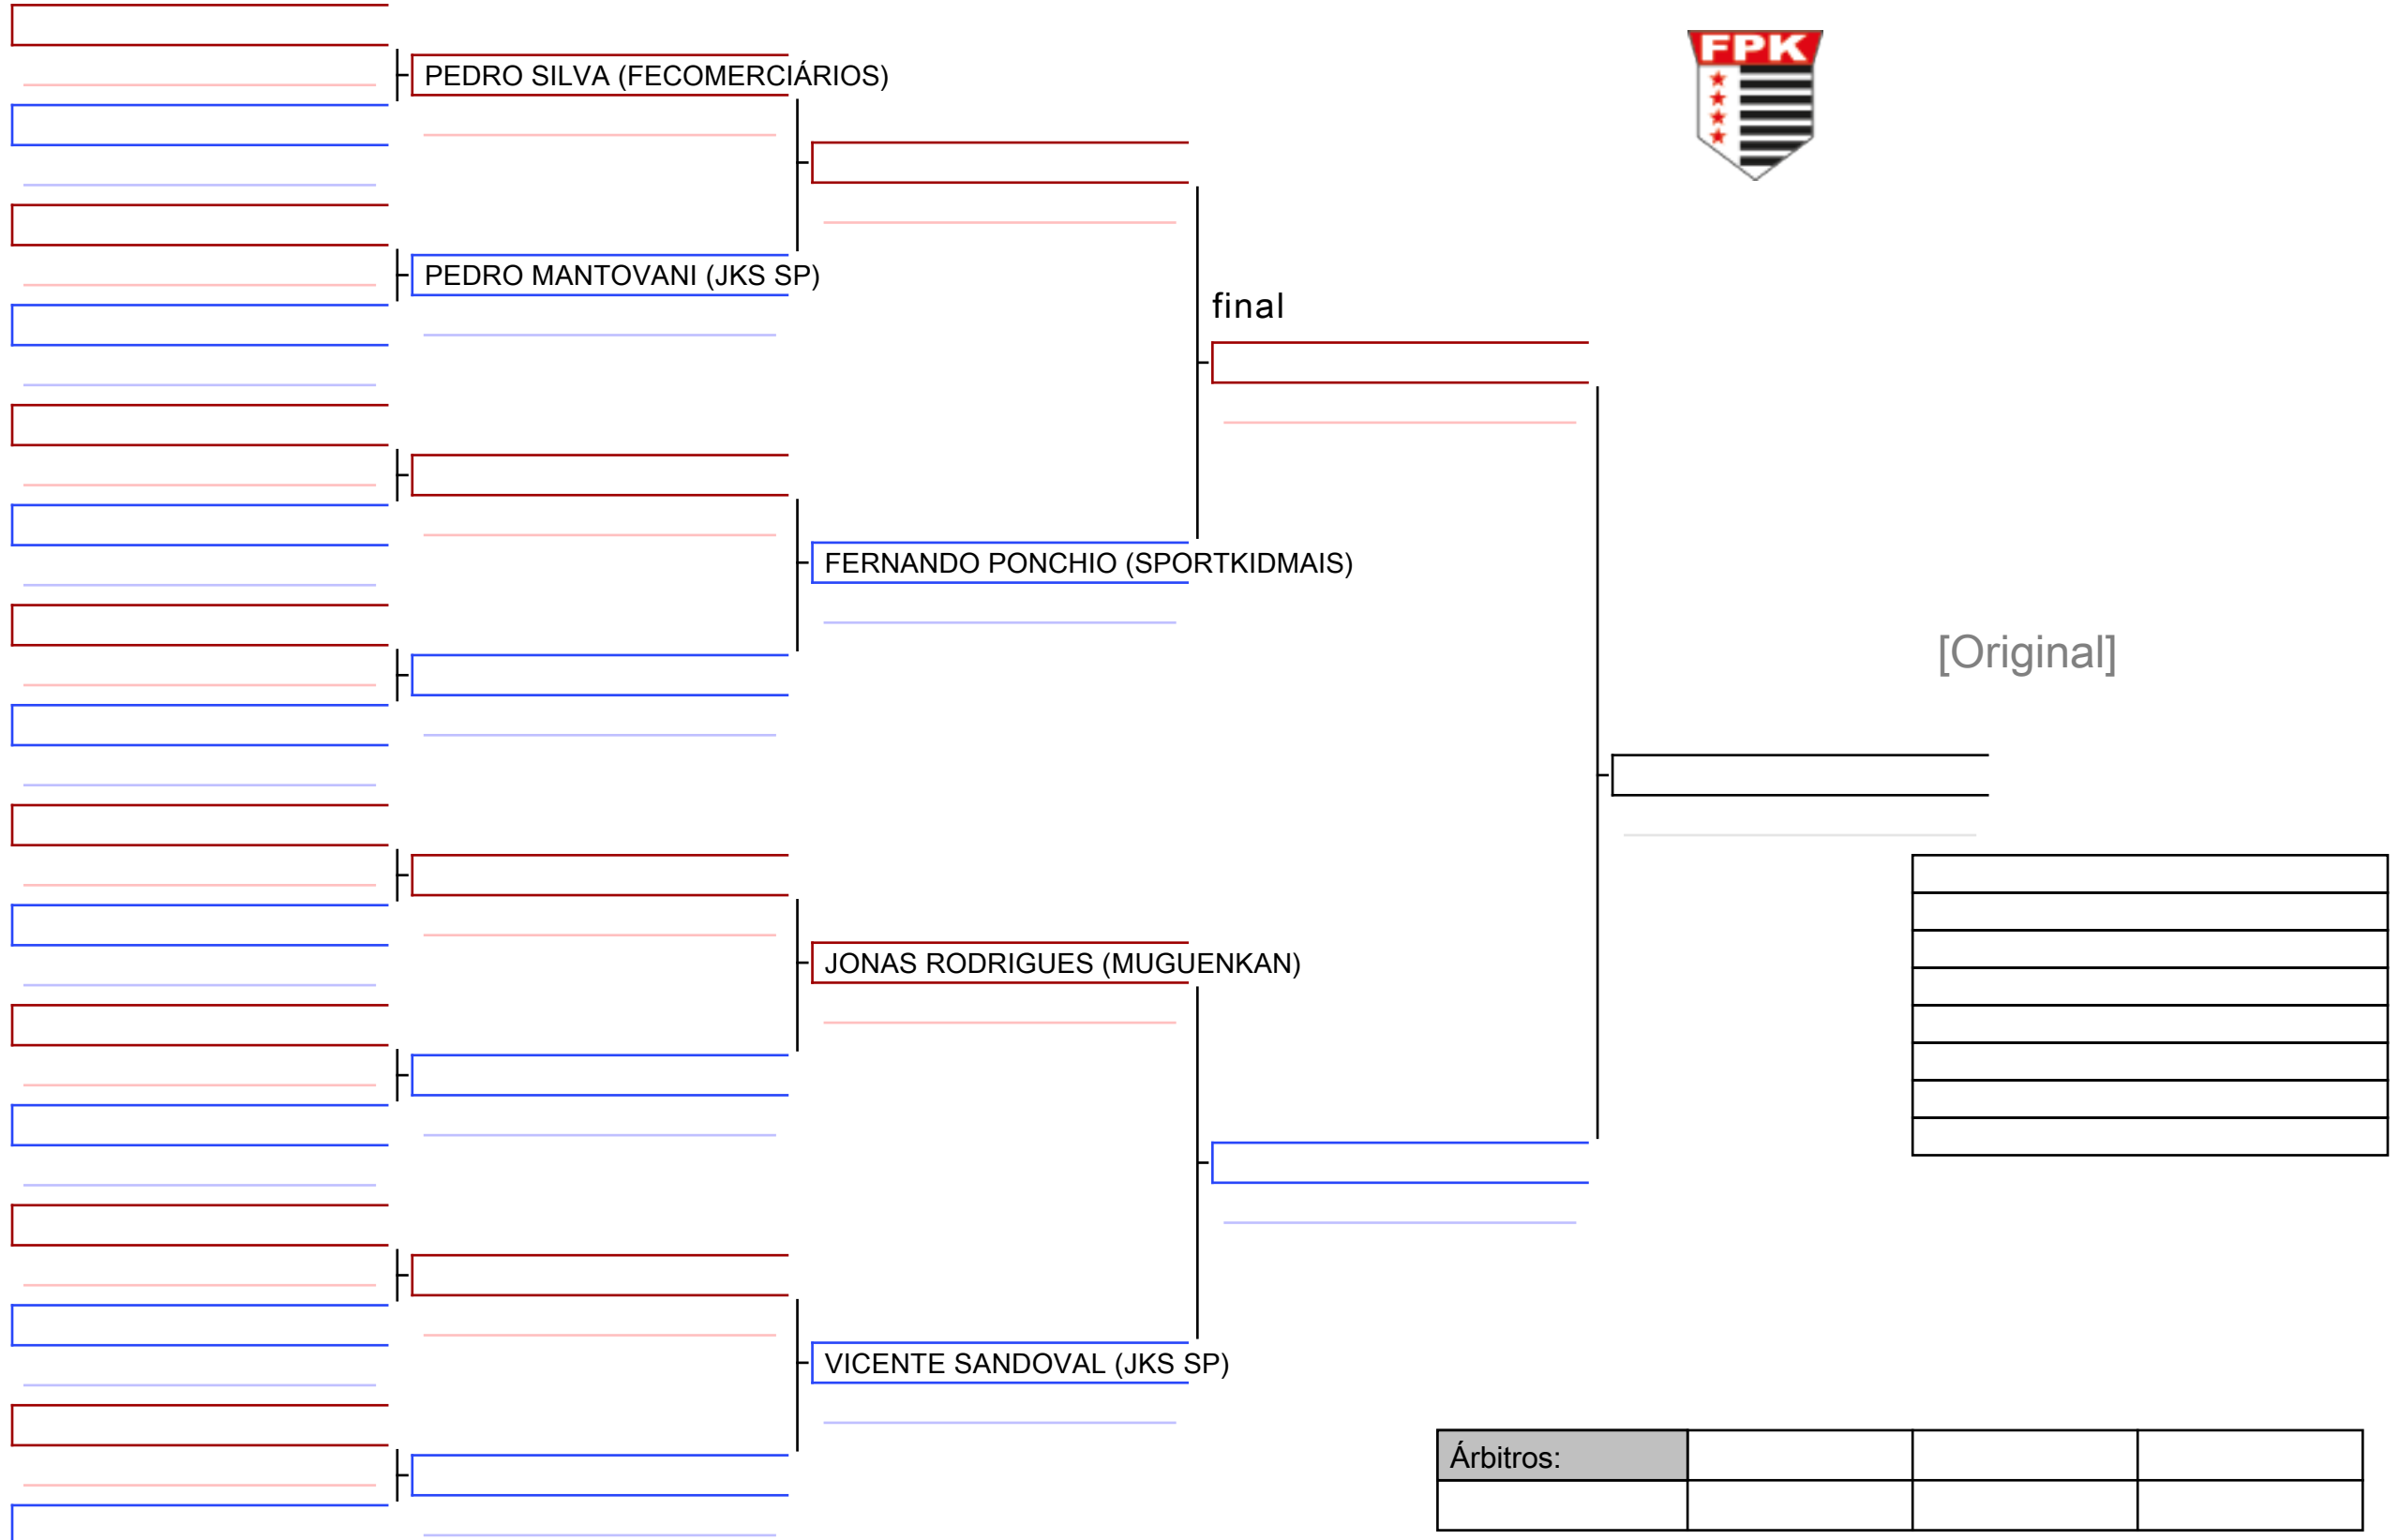 FPK
PEDRO SILVA (FECOMERCIÁRIOS)
PEDRO MANTOVANI (JKS SP)
final
FERNANDO PONCHIO (SPORTKIDMAIS)
[Original]
JONAS RODRIGUES (MUGUENKAN)
VICENTE SANDOVAL (JKS SP)
Árbitros: